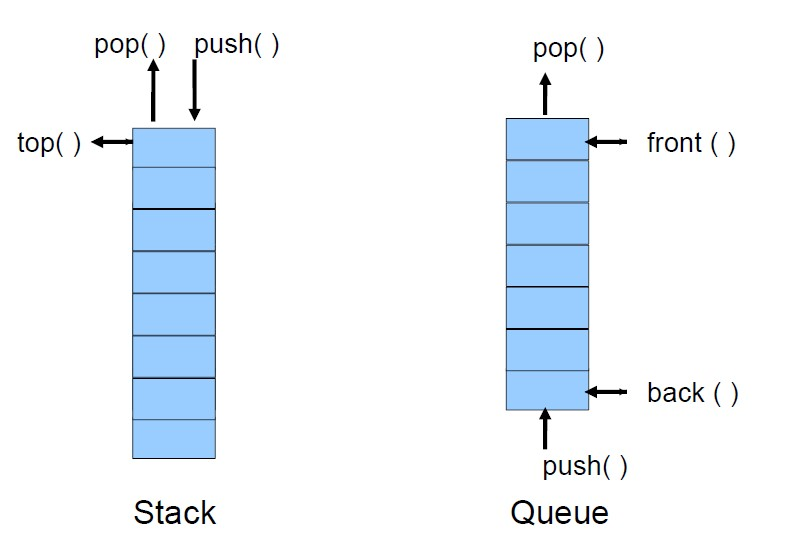 pop( ) push( )
top( )
Stack
pop( )
front ( )
back ( )
push( )
Queue